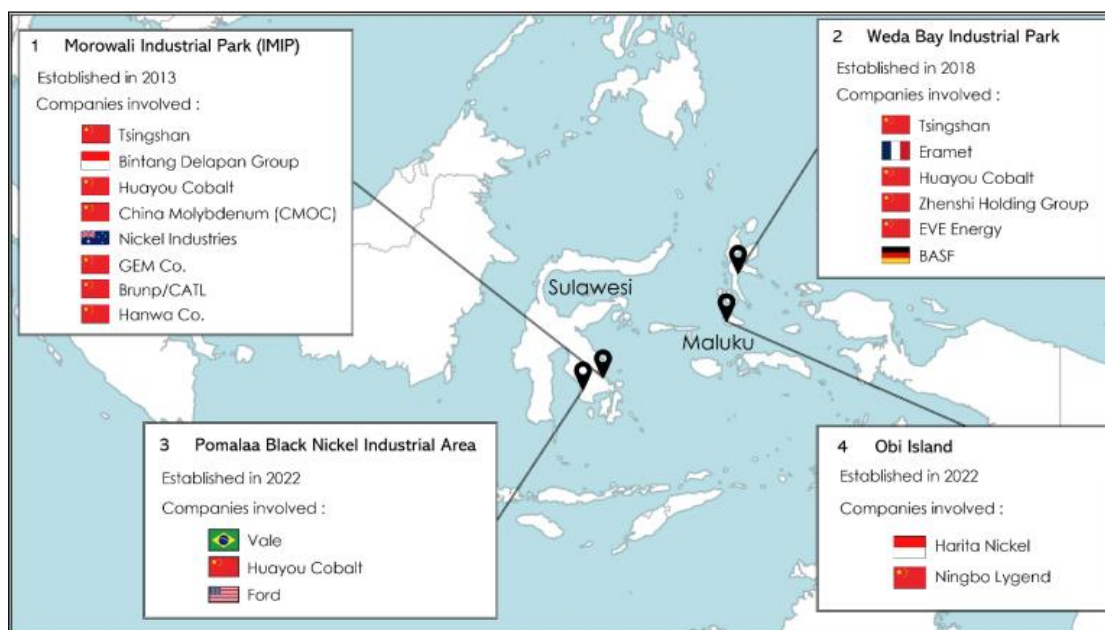 1 Morowali Industrial Park (IMIP)
Established in 2013
Companies involved :
Tsingshan
Bintang Delapan Group
Huayou Cobalt
China Molybdenum (CMOC)
Nickel Industries
GEM Co.
Brunp/CATL
Hanwa Co.
2 Weda Bay Industrial Park
Established in 2018
Companies involved :
Tsingshan
Eramet
Huayou Cobalt
Zhenshi Holding Group
EVE Energy
BASF
Sulawesi
Maluku
3 Pomalaa Black Nickel Industrial Area
Established in 2022
Companies involved :
Vale
Huayou Cobalt
Ford
4 Obi Island
Established in 2022
Companies involved :
Harita Nickel
Ningbo Lygend